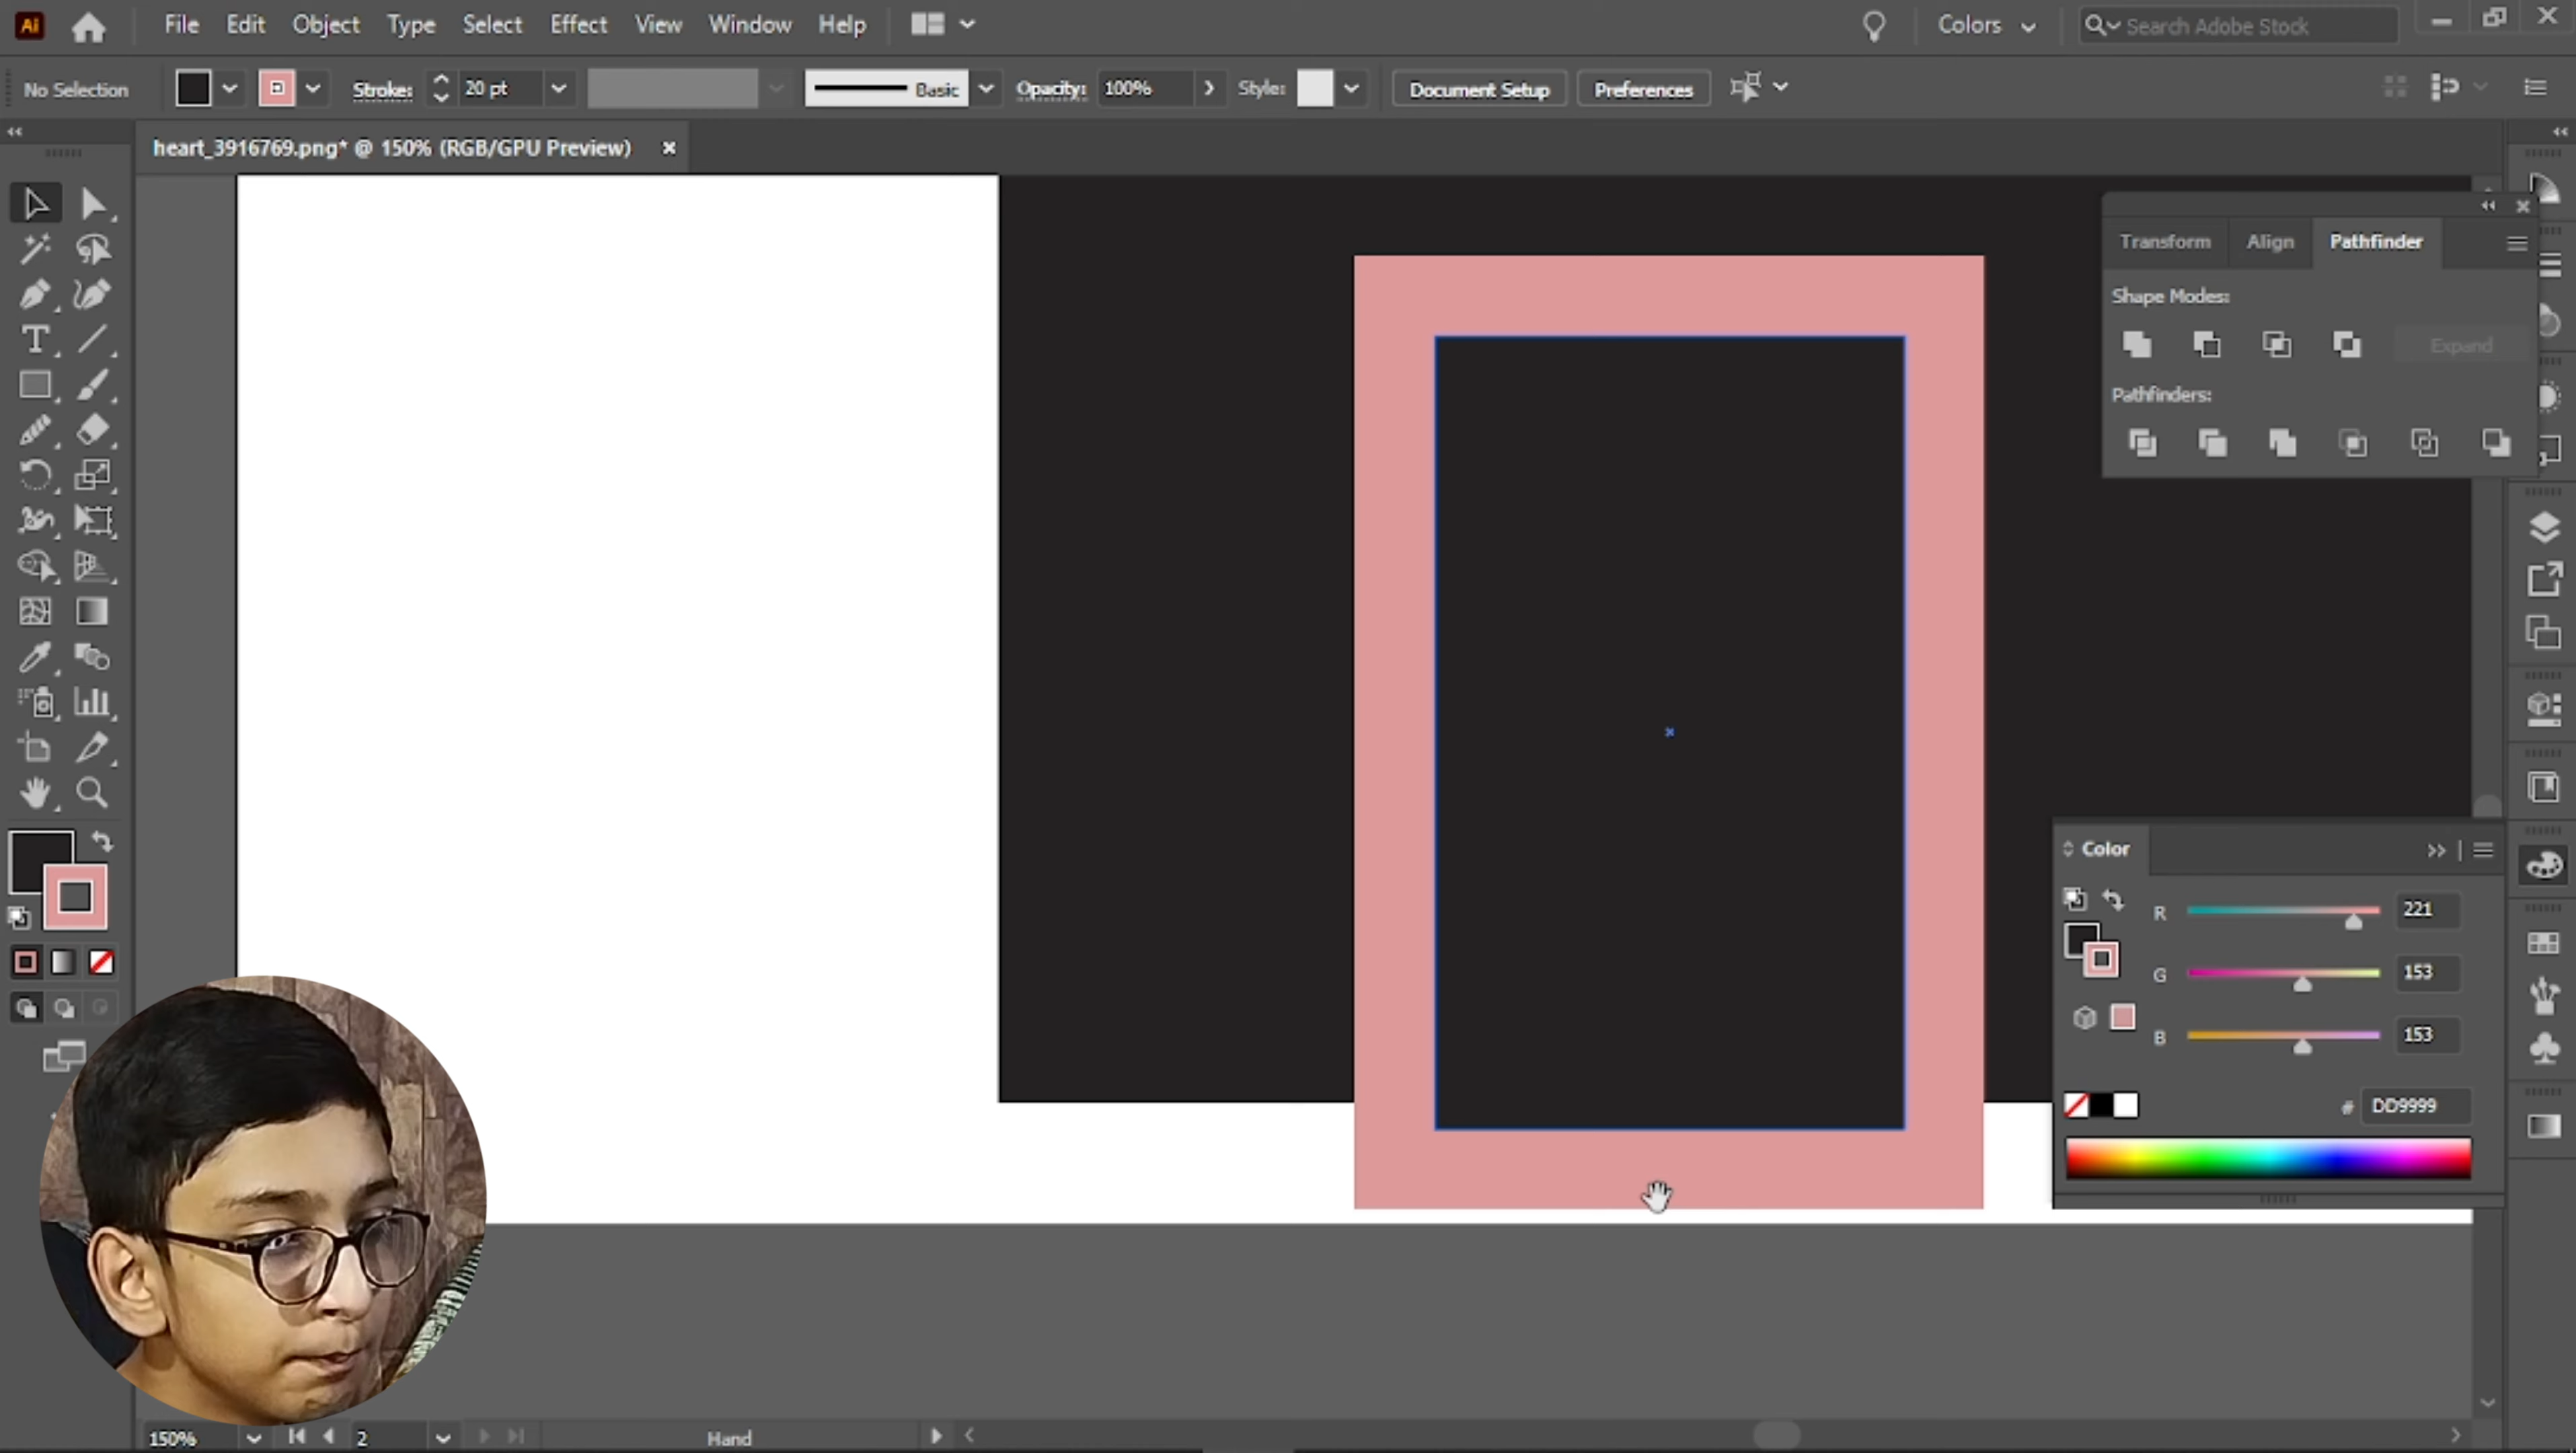 Ai File Edit Object Type Select Effect View Window Help Colors Search Adobe Stock
No Selection Stroke: 20 pt Basic Opacity: 100% Style: Document Setup Preferences
heart_3916769.png* @ 150% (RGB/GPU Preview)
Transform Align Pathfinder
Shape Modes:
Expand
Pathfinders:
Color
R 221
G 153
B 153
# DD9999
150% 2 Hand